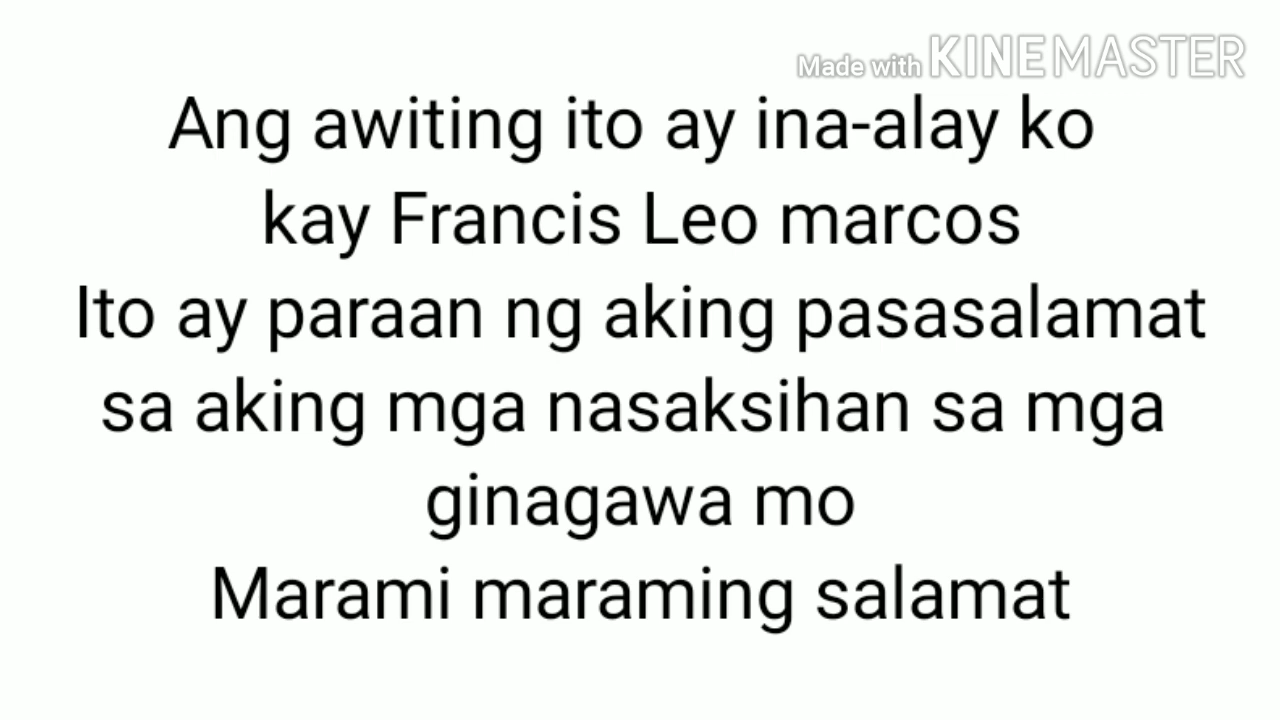 Made with KINEMASTER
Ang awiting ito ay ina-alay ko
kay Francis Leo marcos
Ito ay paraan ng aking pasasalamat
sa aking mga nasaksihan sa mga
ginagawa mo
Marami maraming salamat